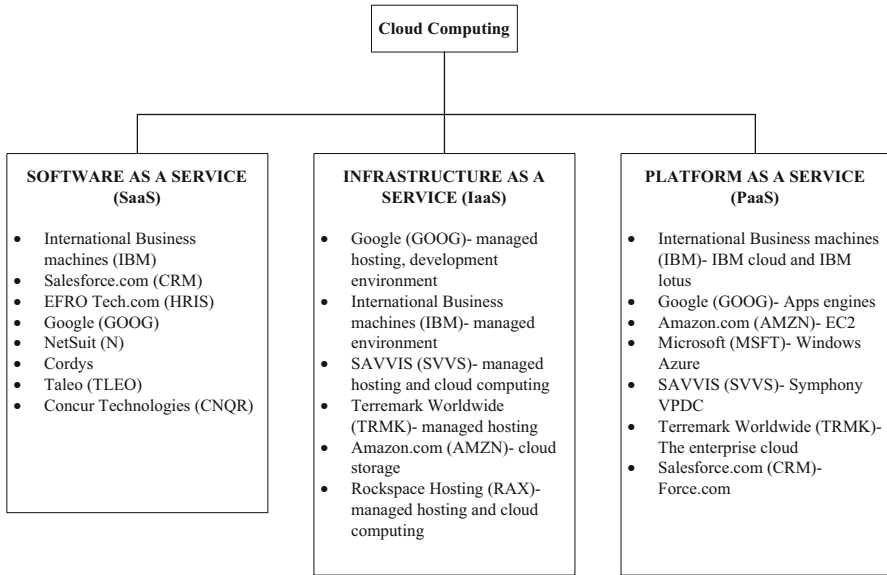 Cloud Computing
SOFTWARE AS A SERVICE
(SaaS)
• International Business
machines (IBM)
• Salesforce.com (CRM)
• EFRO Tech.com (HRIS)
• Google (GOOG)
• NetSuit (N)
• Cordys
• Taleo (TLEO)
• Concur Technologies (CNQR)
INFRASTRUCTURE AS A
SERVICE (IaaS)
• Google (GOOG)- managed
hosting, development
environment
• International Business
machines (IBM)- managed
environment
• SAVVIS (SVVS)- managed
hosting and cloud computing
• Terremark Worldwide
(TRMK)- managed hosting
• Amazon.com (AMZN)- cloud
storage
• Rockspace Hosting (RAX)-
managed hosting and cloud
computing
PLATFORM AS A SERVICE
(PaaS)
• International Business machines
(IBM)- IBM cloud and IBM
lotus
• Google (GOOG)- Apps engines
• Amazon.com (AMZN)- EC2
• Microsoft (MSFT)- Windows
Azure
• SAVVIS (SVVS)- Symphony
VPDC
• Terremark Worldwide (TRMK)-
The enterprise cloud
• Salesforce.com (CRM)-
Force.com